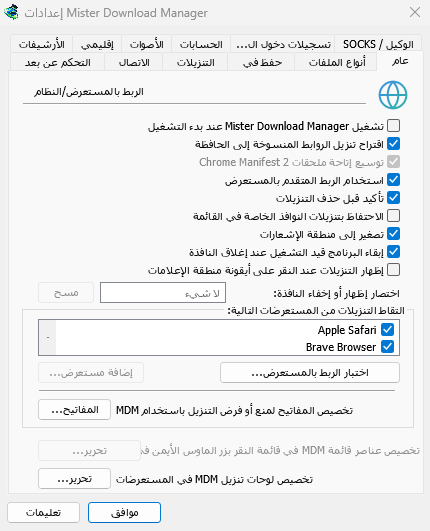 إعدادات Mister Download Manager
الوكيل / SOCKS
تسجيلات دخول ال...
الحسابات
الأصوات
إقليمي
الأرشيفات
عام
أنواع الملفات
حفظ في
التنزيلات
الاتصال
التحكم عن بعد
الربط بالمستعرض/النظام
تشغيل Mister Download Manager عند بدء التشغيل
اقتراح تنزيل الروابط المنسوخة إلى الحافظة
توسيع إتاحة ملحقات Chrome Manifest 2
استخدام الربط المتقدم بالمستعرض
تأكيد قبل حذف التنزيلات
الاحتفاظ بتنزيلات النوافذ الخاصة في القائمة
تصغير إلى منطقة الإشعارات
إبقاء البرنامج قيد التشغيل عند إغلاق النافذة
إظهار التنزيلات عند النقر على أيقونة منطقة الإعلامات
اختصار إظهار أو إخفاء النافذة:
لا شيء
مسح
التقاط التنزيلات من المستعرضات التالية:
Apple Safari
Brave Browser
اختبار الربط بالمستعرض...
إضافة مستعرض...
تخصيص المفاتيح لمنع أو فرض التنزيل باستخدام MDM
المفاتيح...
تخصيص عناصر قائمة MDM في قائمة النقر بزر الماوس الأيمن في
تحرير...
تخصيص لوحات تنزيل MDM في المستعرضات
تحرير...
موافق
تعليمات